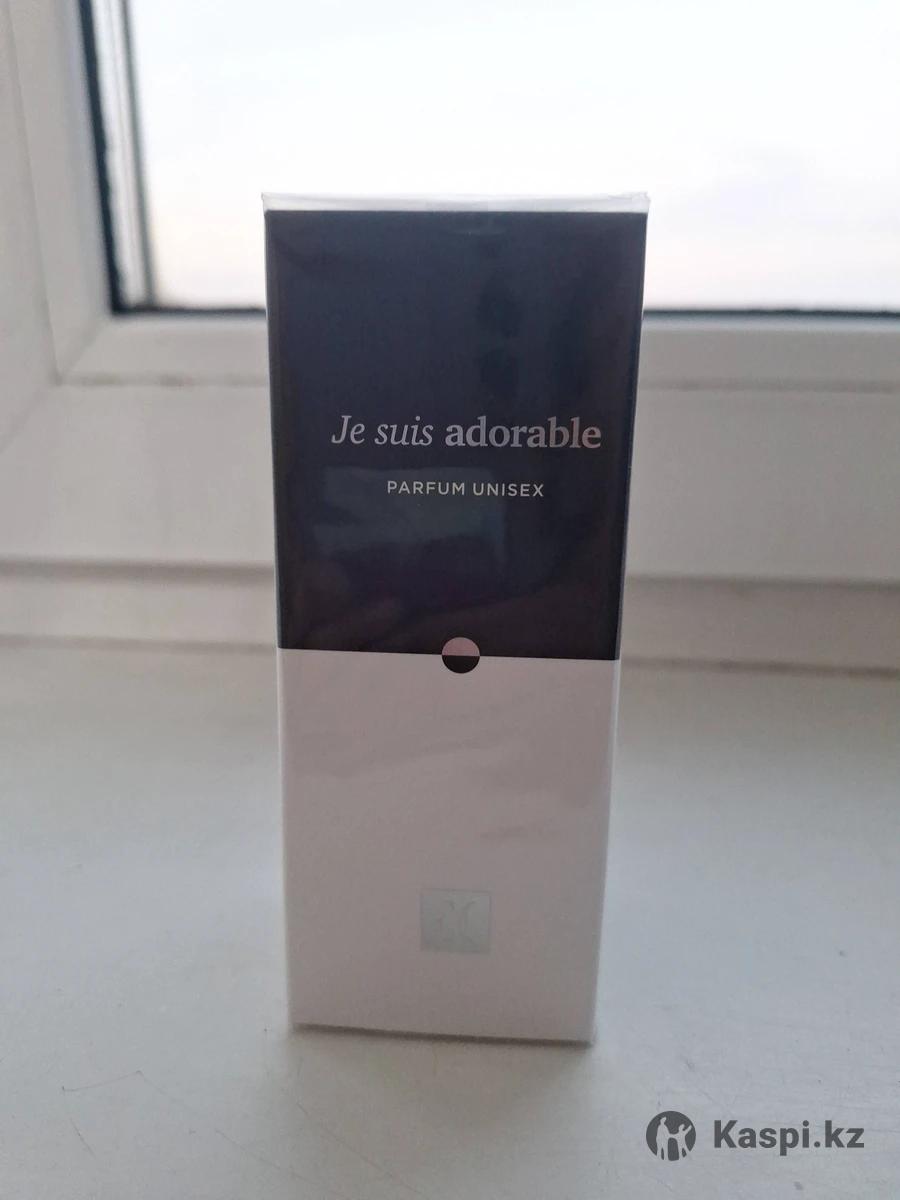 Je suis adorable
PARFUM UNISEX
Kaspi.kz